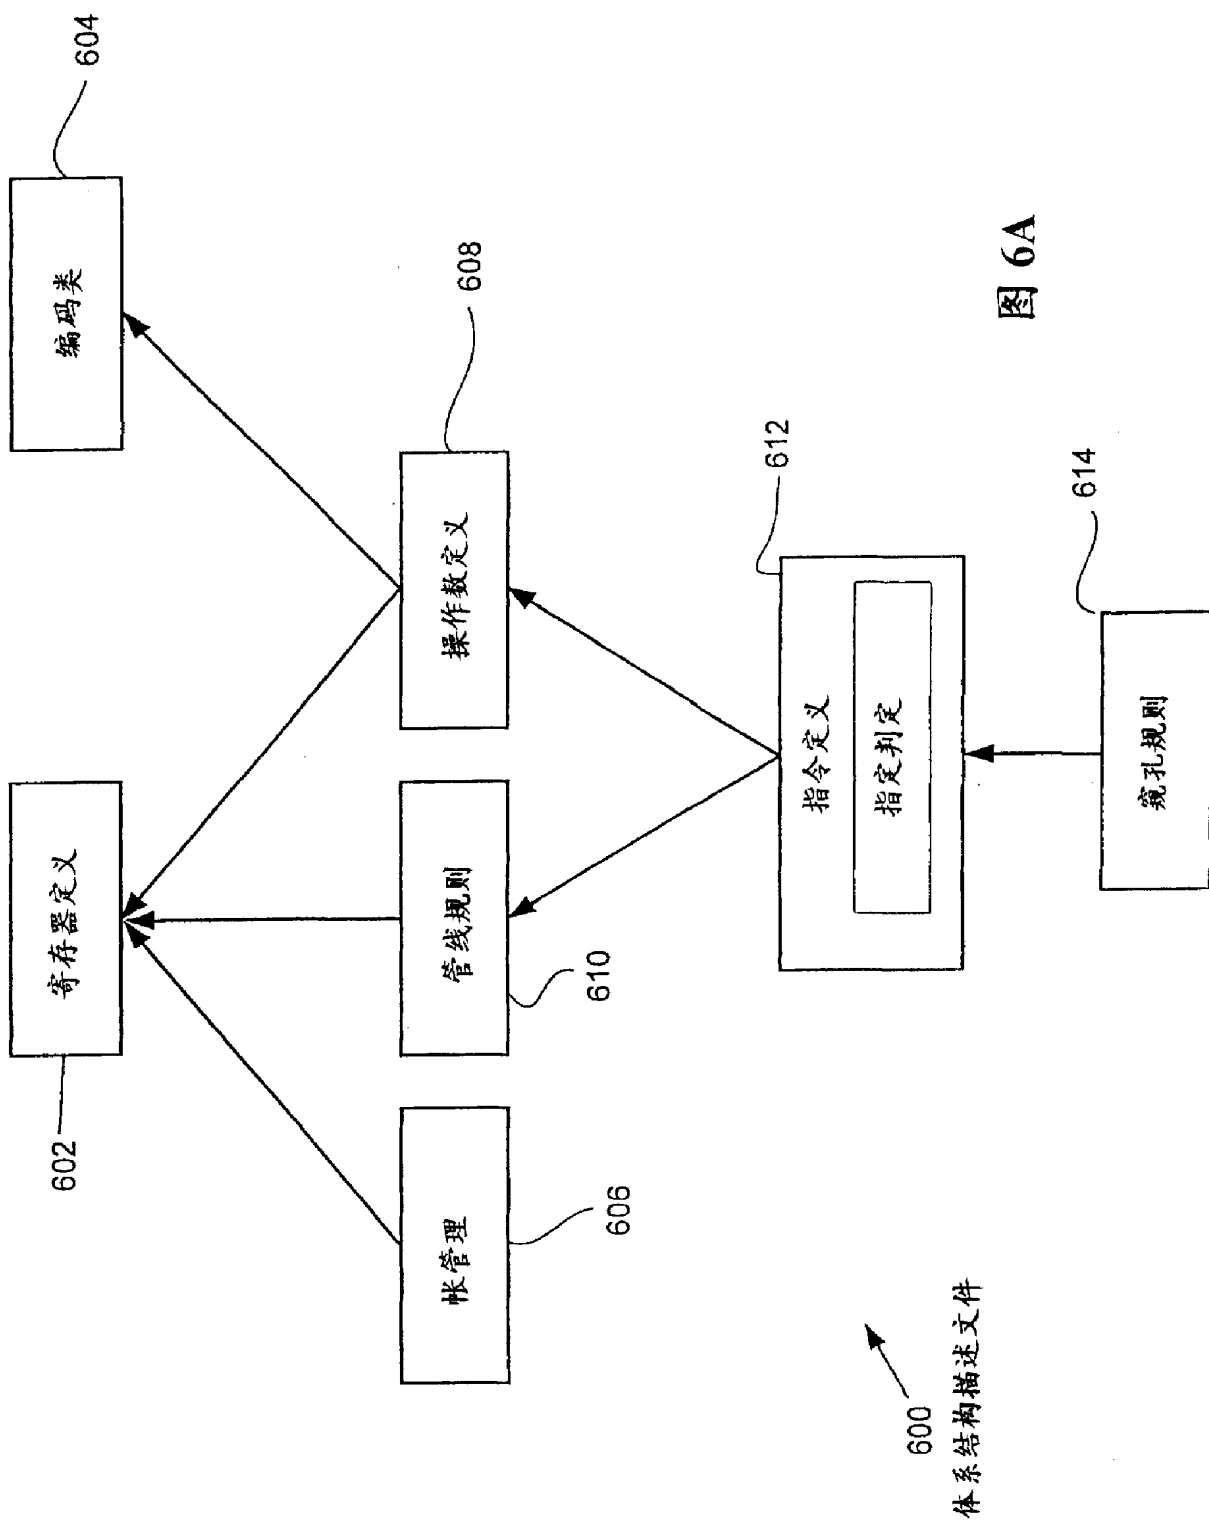 602
寄存器定义
编码类
604
帐管理
606
管线规则
610
操作数定义
608
指令定义
指定判定
612
窥孔规则
614
600
体系结构描述文件
图 6A